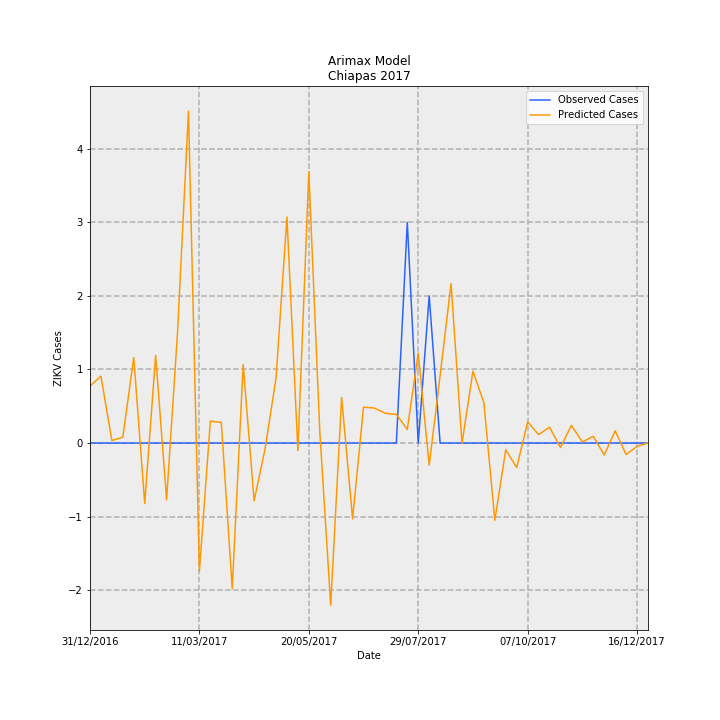 Arimax Model
Chiapas 2017
Observed Cases
Predicted Cases
ZIKV Cases
4
3
2
1
0
−1
−2
31/12/2016 11/03/2017 20/05/2017 29/07/2017 07/10/2017 16/12/2017
Date